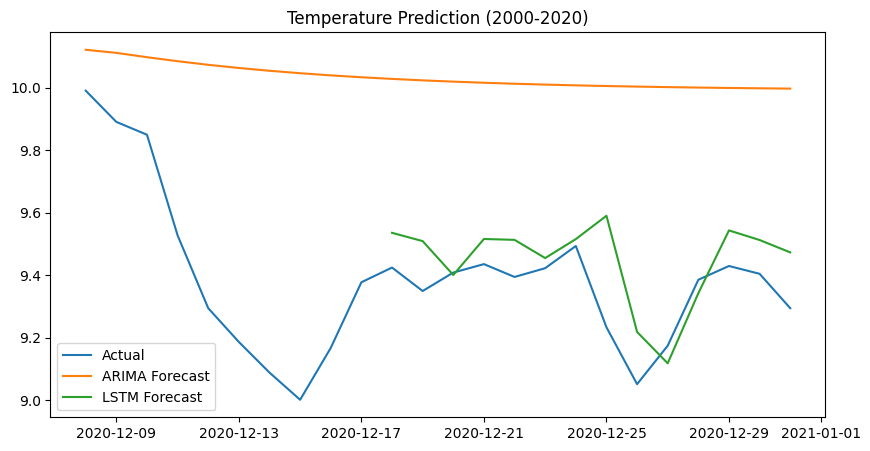 Temperature Prediction (2000-2020)
10.0
9.8
9.6
9.4
9.2
9.0
Actual
ARIMA Forecast
LSTM Forecast
2020-12-09 2020-12-13 2020-12-17 2020-12-21 2020-12-25 2020-12-29 2021-01-01